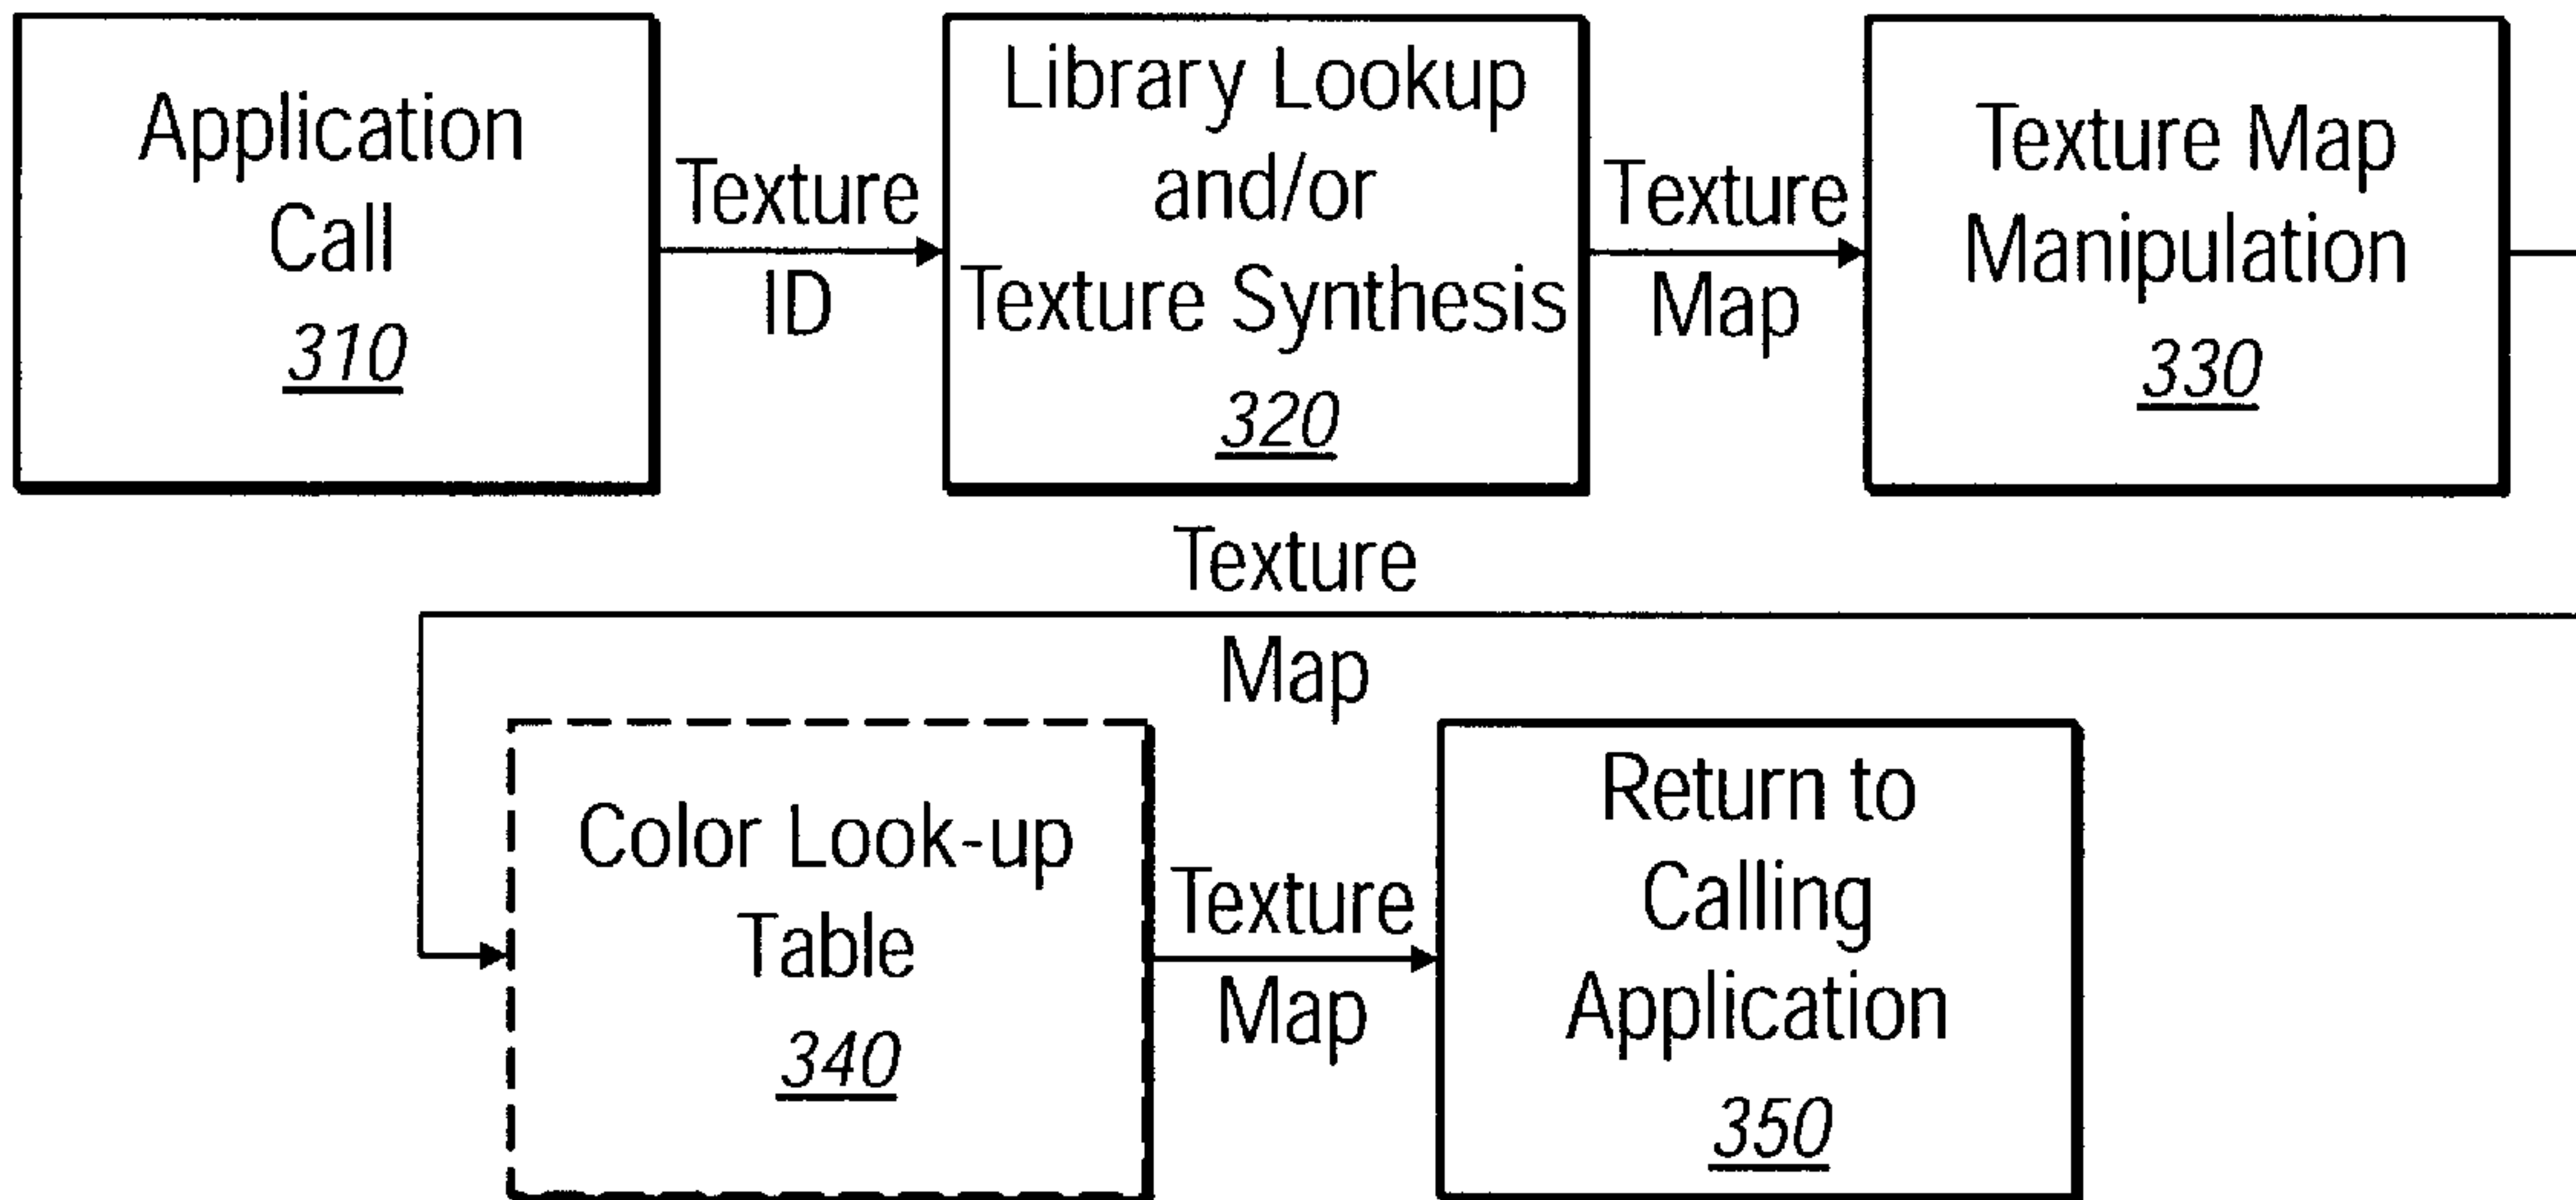 Application
Call
310
Texture
ID
Library Lookup
and/or
Texture Synthesis
320
Texture
Map
Texture Map
Manipulation
330
Texture
Map
Color Look-up
Table
340
Texture
Map
Return to
Calling
Application
350